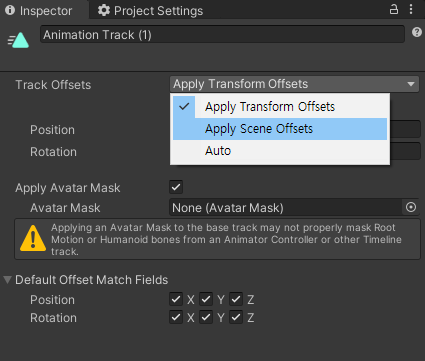 Inspector
Project Settings
Animation Track (1)
Track Offsets
Apply Transform Offsets
Apply Transform Offsets
Apply Scene Offsets
Auto
Position
Rotation
Apply Avatar Mask
Avatar Mask
None (Avatar Mask)
Applying an Avatar Mask to the base track may not properly mask Root
Motion or Humanoid bones from an Animator Controller or other Timeline
track.
Default Offset Match Fields
Position
X Y Z
Rotation
X Y Z